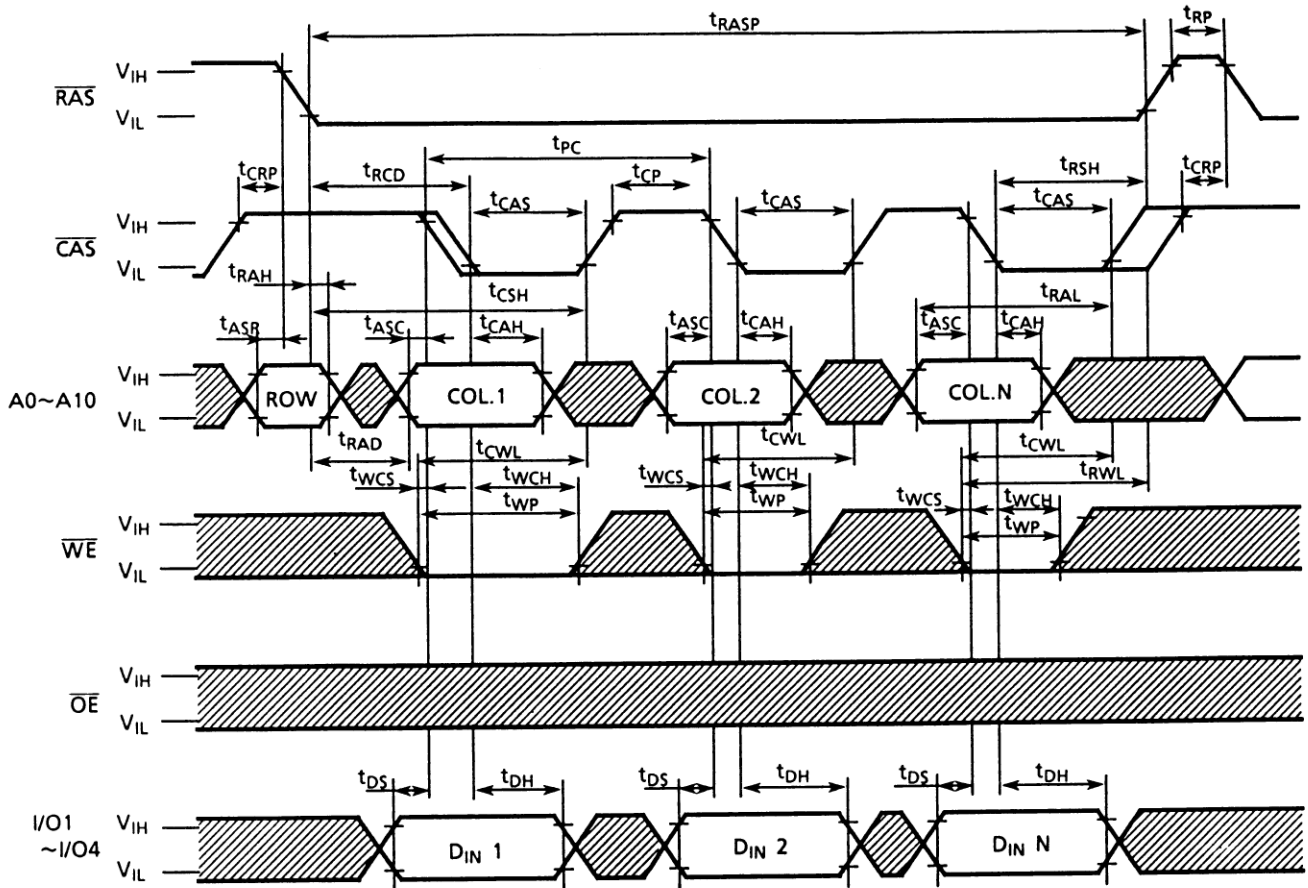 tRASP
tRP
RAS
VIH
VIL
tPC
tCRP
tRCD
tCP
tRSH
tCRP
tCAS
tCAS
tCAS
CAS
VIH
VIL
tRAH
tCSH
tRAL
tASR
tASC
tCAH
tASC
tCAH
tASC
tCAH
A0~A10
VIH
VIL
ROW
COL.1
COL.2
COL.N
tRAD
tCWL
tCWL
tCWL
tWCS
tWCH
tWCS
tWCH
tRWL
tWP
tWP
tWCS
tWCH
tWP
WE
VIH
VIL
OE
VIH
VIL
tDS
tDH
tDS
tDH
tDS
tDH
I/O1
~I/O4
VIH
VIL
DIN 1
DIN 2
DIN N